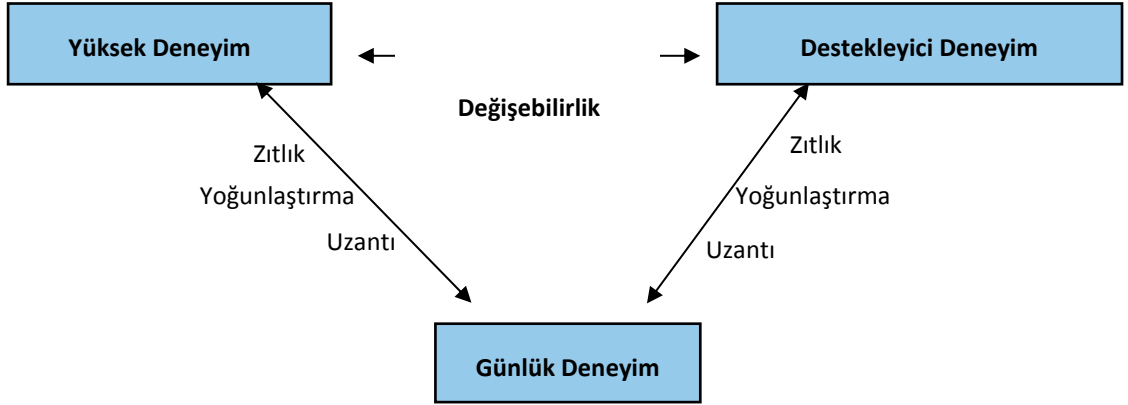 Yüksek Deneyim
Destekleyici Deneyim
Değişebilirlik
Zıtlık
Yoğunlaştırma
Uzantı
Zıtlık
Yoğunlaştırma
Uzantı
Günlük Deneyim